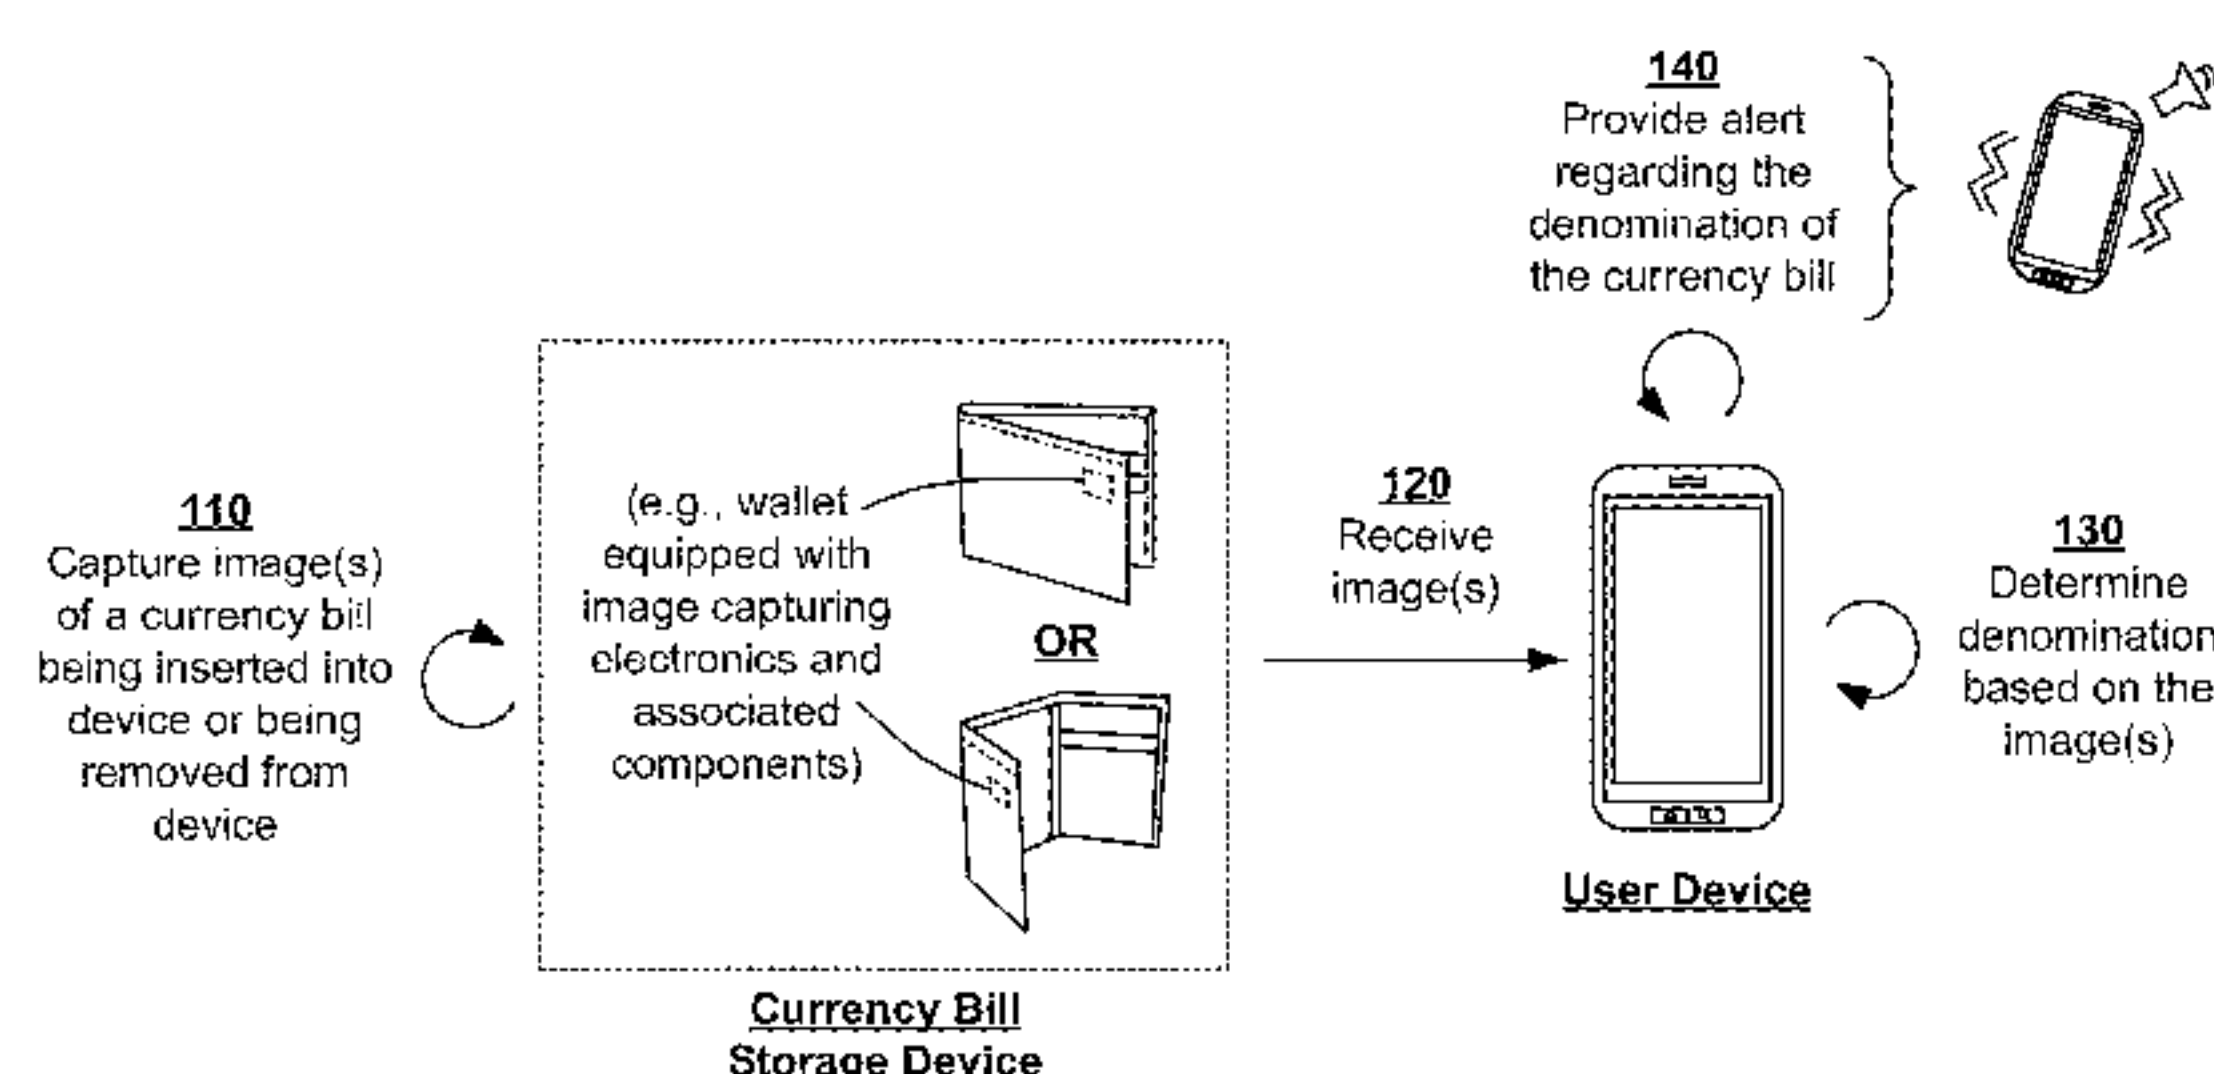 110
Capture image(s)
of a currency bill
being inserted into
device or being
removed from
device
(e.g., wallet
equipped with
image capturing
electronics and
associated
components)
OR
Currency Bill
Storage Device
120
Receive
image(s)
140
Provide alert
regarding the
denomination of
the currency bill
User Device
130
Determine
denomination
based on the
image(s)